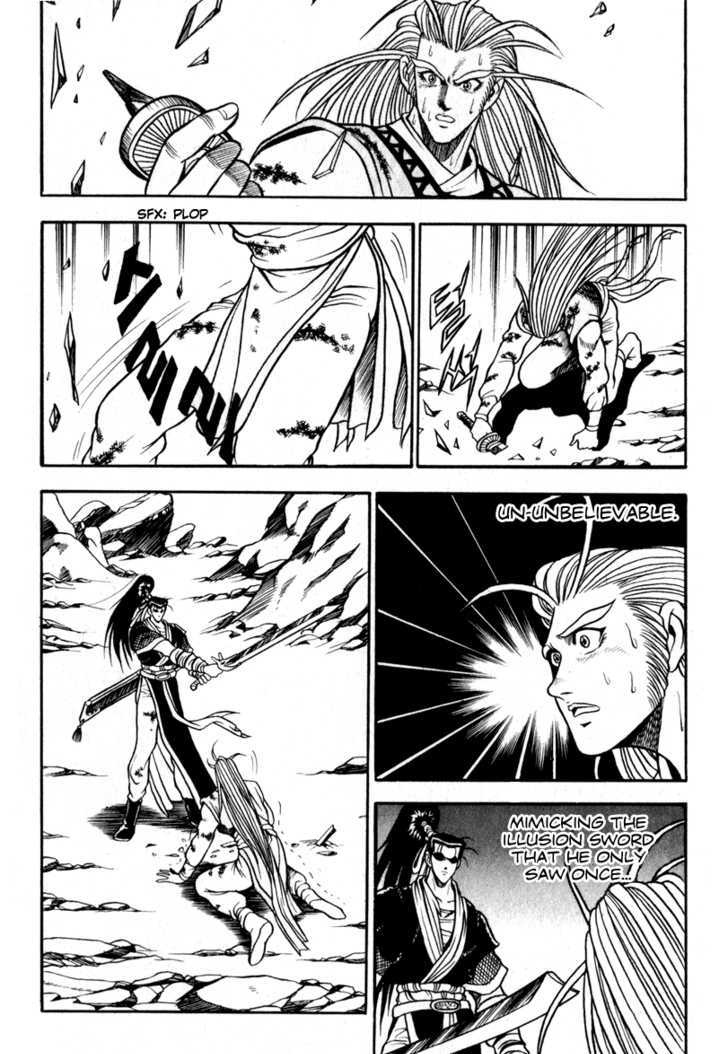 SFX: PLOP
UN-UNBELIEVABLE.
MIMICKING THE
ILLUSION SWORD
THAT HE ONLY
SAW ONCE...